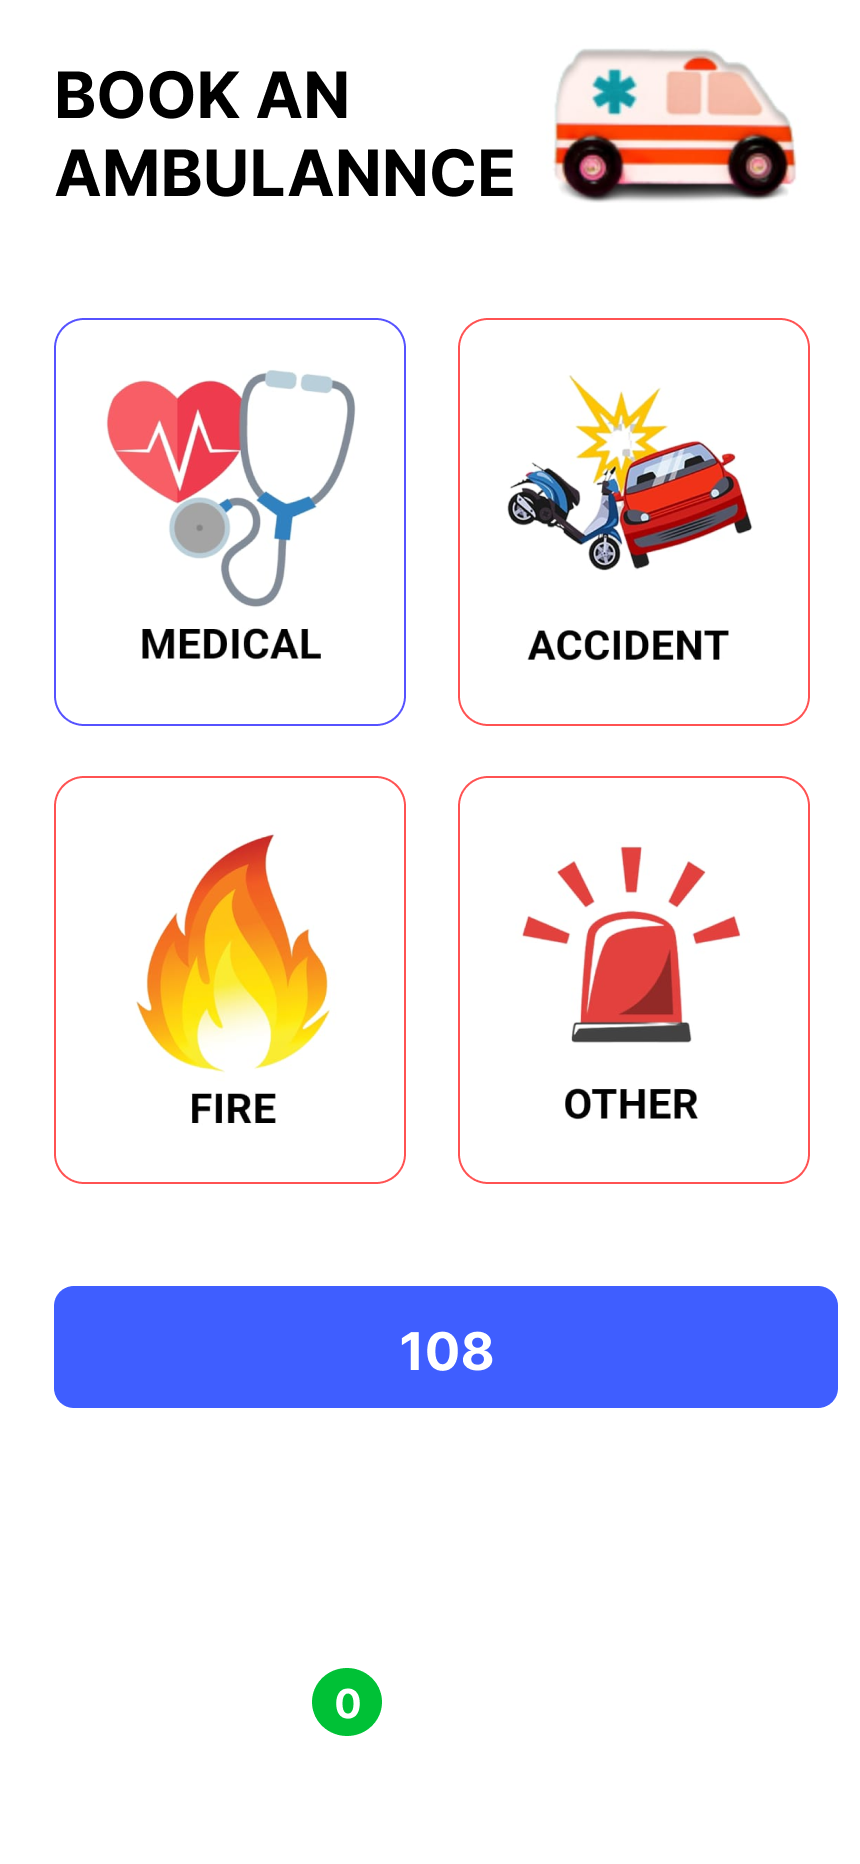 BOOK AN
AMBULANNCE
MEDICAL
ACCIDENT
FIRE
OTHER
108
0